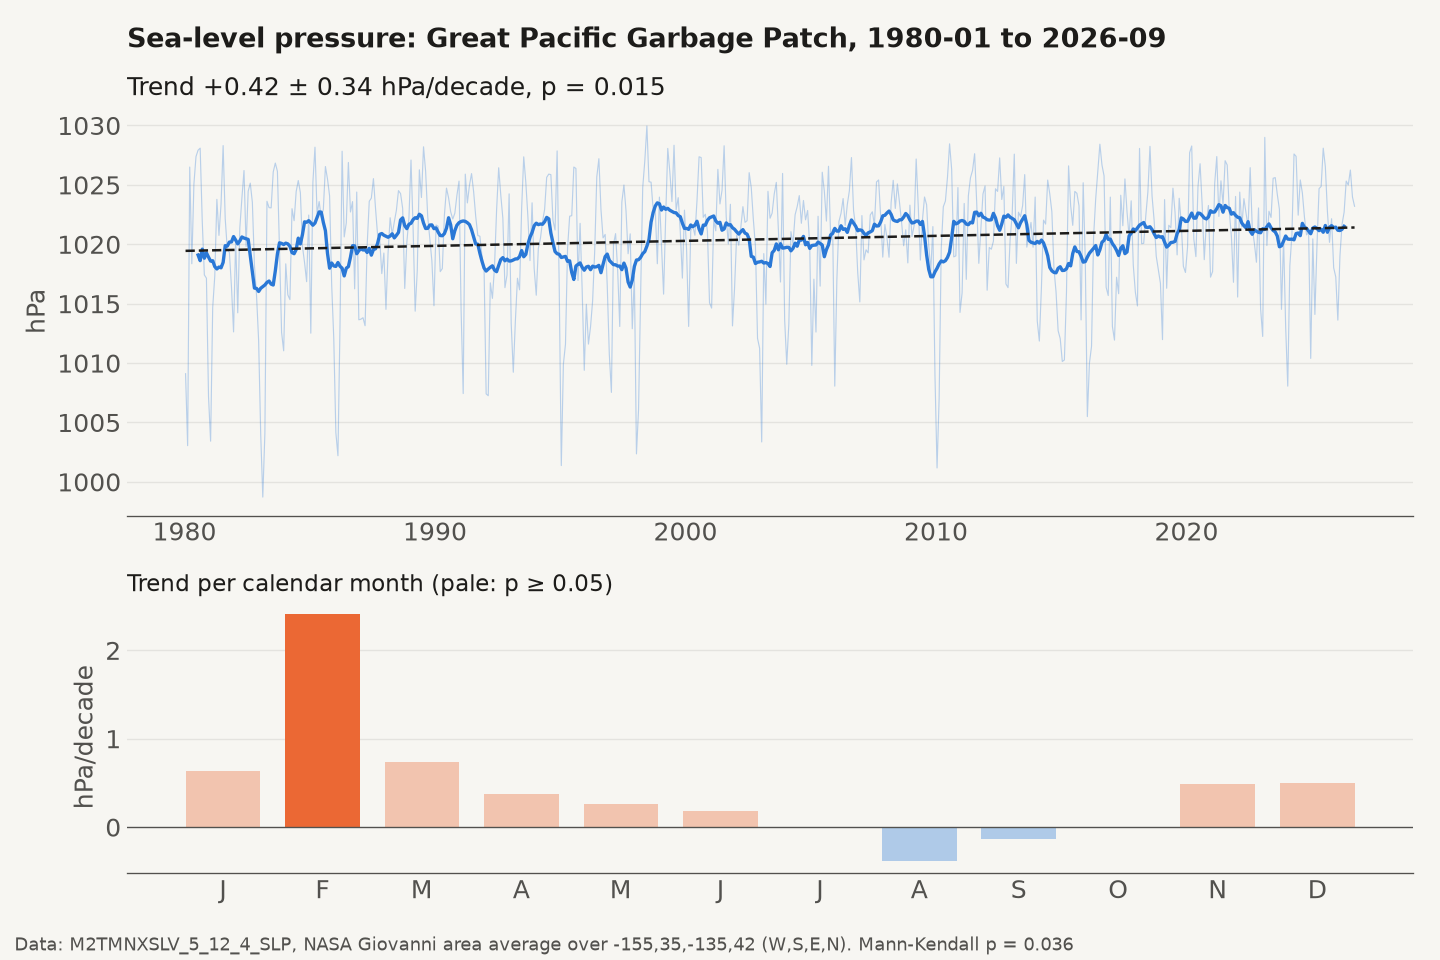 Sea-level pressure: Great Pacific Garbage Patch, 1980-01 to 2026-09
Trend +0.42 ± 0.34 hPa/decade, p = 0.015
1030
1025
1020
1015
1010
1005
1000
hPa
1980 1990 2000 2010 2020
Trend per calendar month (pale: p ≥ 0.05)
2
1
0
hPa/decade
J F M A M J J A S O N D
Data: M2TMNXSLV_5_12_4_SLP, NASA Giovanni area average over -155,35,-135,42 (W,S,E,N). Mann-Kendall p = 0.036